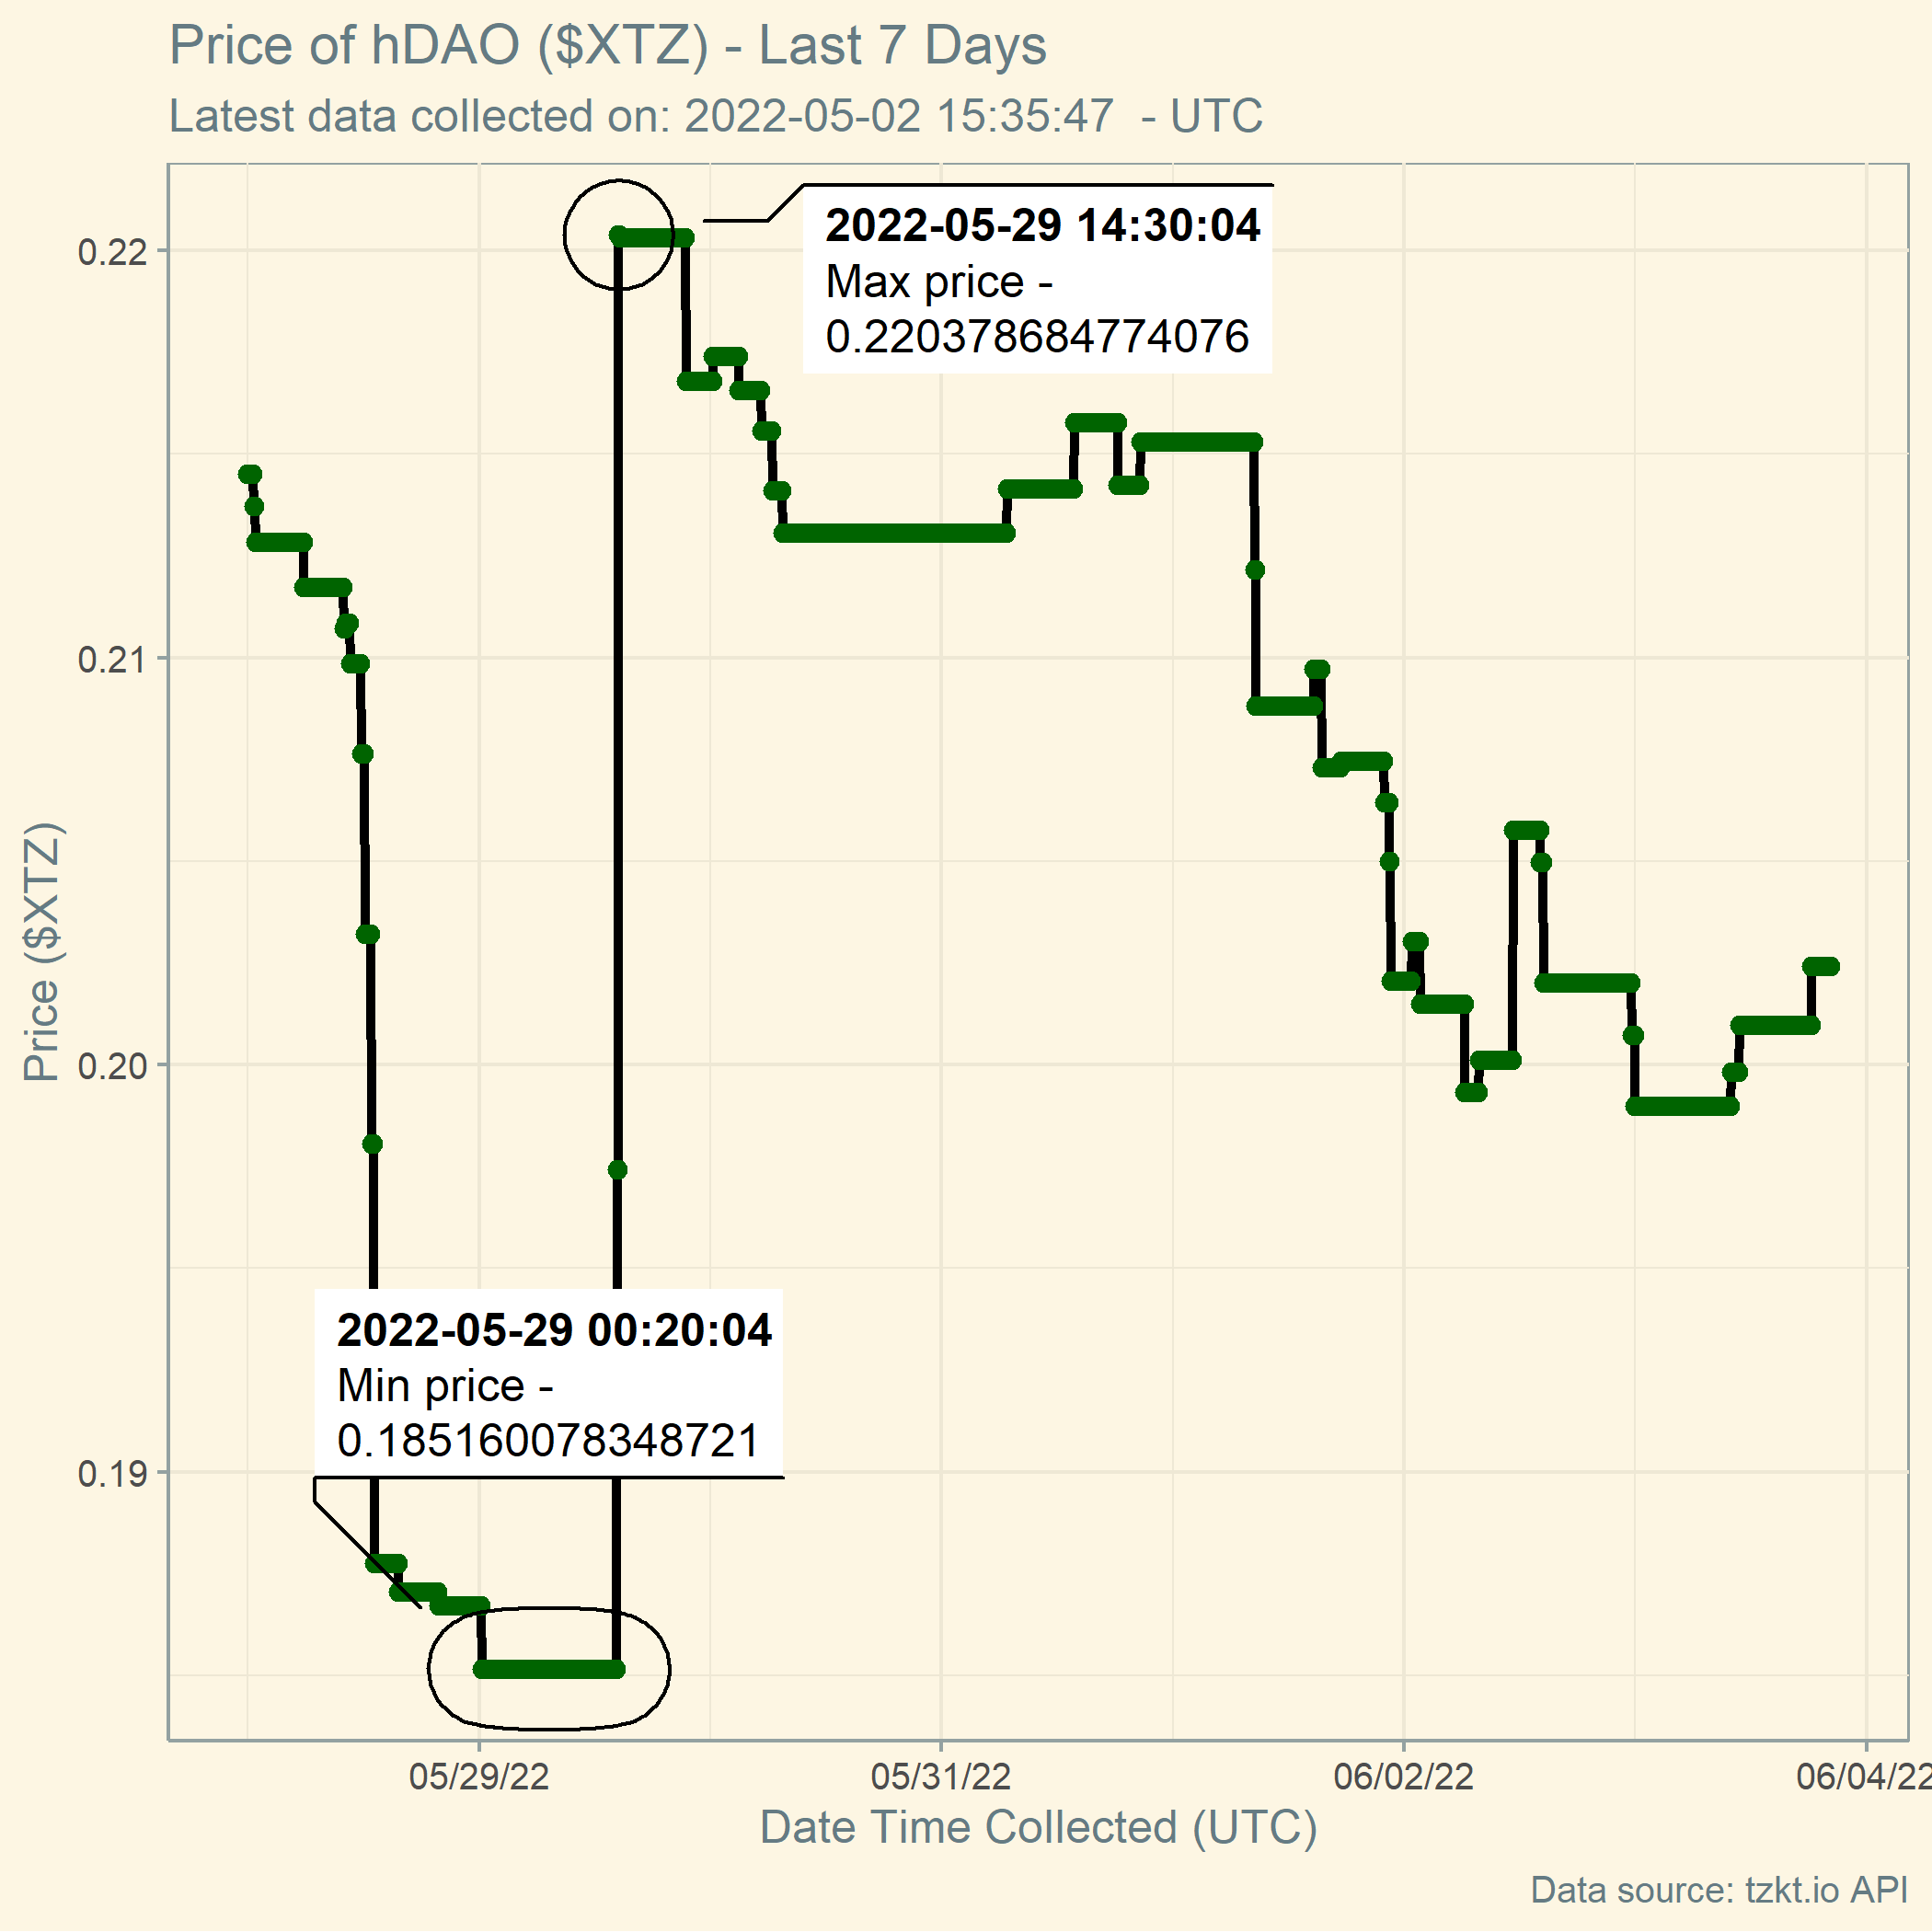 Price of hDAO ($XTZ) - Last 7 Days
Latest data collected on: 2022-05-02 15:35:47  - UTC
2022-05-29 14:30:04
Max price -
0.220378684774076
0.22
0.21
0.20
0.19
Price ($XTZ)
2022-05-29 00:20:04
Min price -
0.185160078348721
05/29/22
05/31/22
06/02/22
06/04/22
Date Time Collected (UTC)
Data source: tzkt.io API